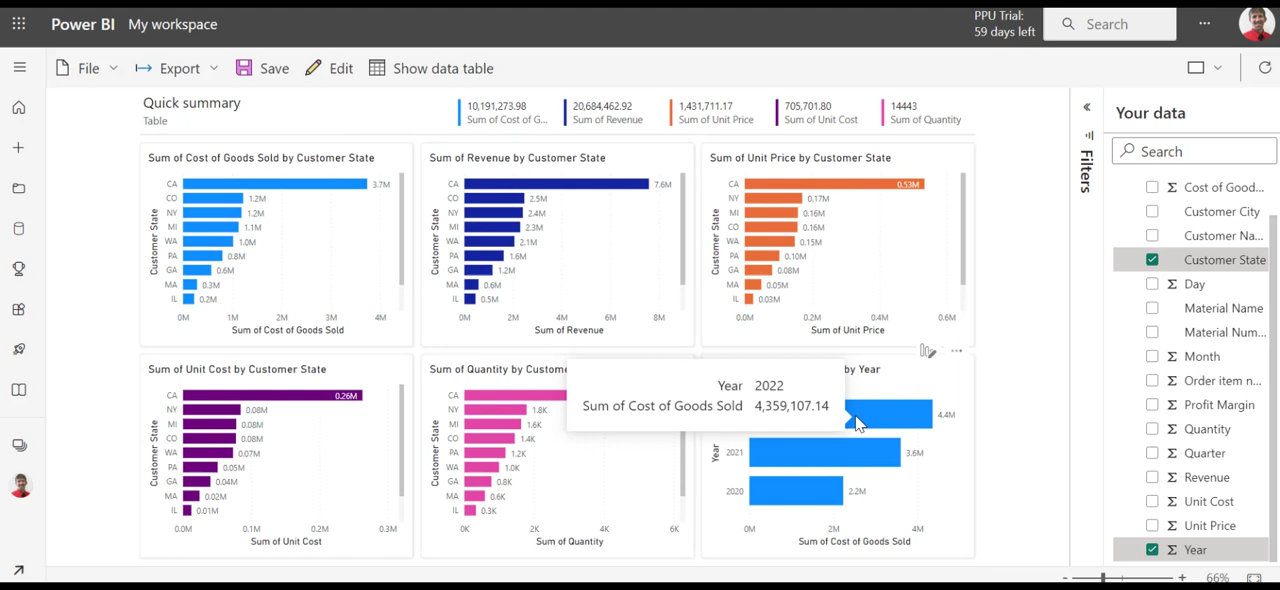 Power BI My workspace
PPU Trial:
59 days left
Search
File Export Save Edit Show data table
Quick summary
Table
10,191,273.98
Sum of Cost of G...
20,684,462.92
Sum of Revenue
1,431,711.17
Sum of Unit Price
705,701.80
Sum of Unit Cost
14443
Sum of Quantity
Sum of Cost of Goods Sold by Customer State
Customer State
CA 3.7M
CO 1.2M
NY 1.2M
MI 1.1M
WA 1.0M
PA 0.8M
GA 0.6M
MA 0.3M
IL 0.2M
0M 2M 4M
Sum of Cost of Goods Sold
Sum of Revenue by Customer State
Customer State
CA 7.6M
CO 2.5M
NY 2.4M
MI 2.3M
WA 2.1M
PA 1.6M
GA 1.2M
MA 0.6M
IL 0.5M
0M 2M 4M 6M 8M
Sum of Revenue
Sum of Unit Price by Customer State
Customer State
CA 0.53M
NY 0.17M
MI 0.16M
CO 0.16M
WA 0.15M
PA 0.10M
GA 0.08M
MA 0.05M
IL 0.03M
0.0M 0.2M 0.4M 0.6M
Sum of Unit Price
Sum of Unit Cost by Customer State
Customer State
CA 0.26M
NY 0.08M
MI 0.08M
CO 0.08M
WA 0.07M
PA 0.05M
GA 0.04M
MA 0.02M
IL 0.01M
0.0M 0.1M 0.2M 0.3M
Sum of Unit Cost
Sum of Quantity by Custome
Customer State
CA
NY 1.8K
MI 1.6K
CO 1.4K
PA 1.2K
WA 1.0K
GA 0.8K
MA 0.6K
IL 0.3K
0K 2K 4K 6K
Sum of Quantity
by Year
Year 2022
Sum of Cost of Goods Sold 4,359,107.14
Year
4.4M
2021 3.6M
2020 2.2M
0M 2M 4M
Sum of Cost of Goods Sold
Filters
Your data
Search
Σ Cost of Good...
Customer City
Customer Na...
Customer State
Σ Day
Material Name
Material Num...
Σ Month
Σ Order item n...
Σ Profit Margin
Σ Quantity
Σ Quarter
Σ Revenue
Σ Unit Cost
Σ Unit Price
Σ Year
- + 66%